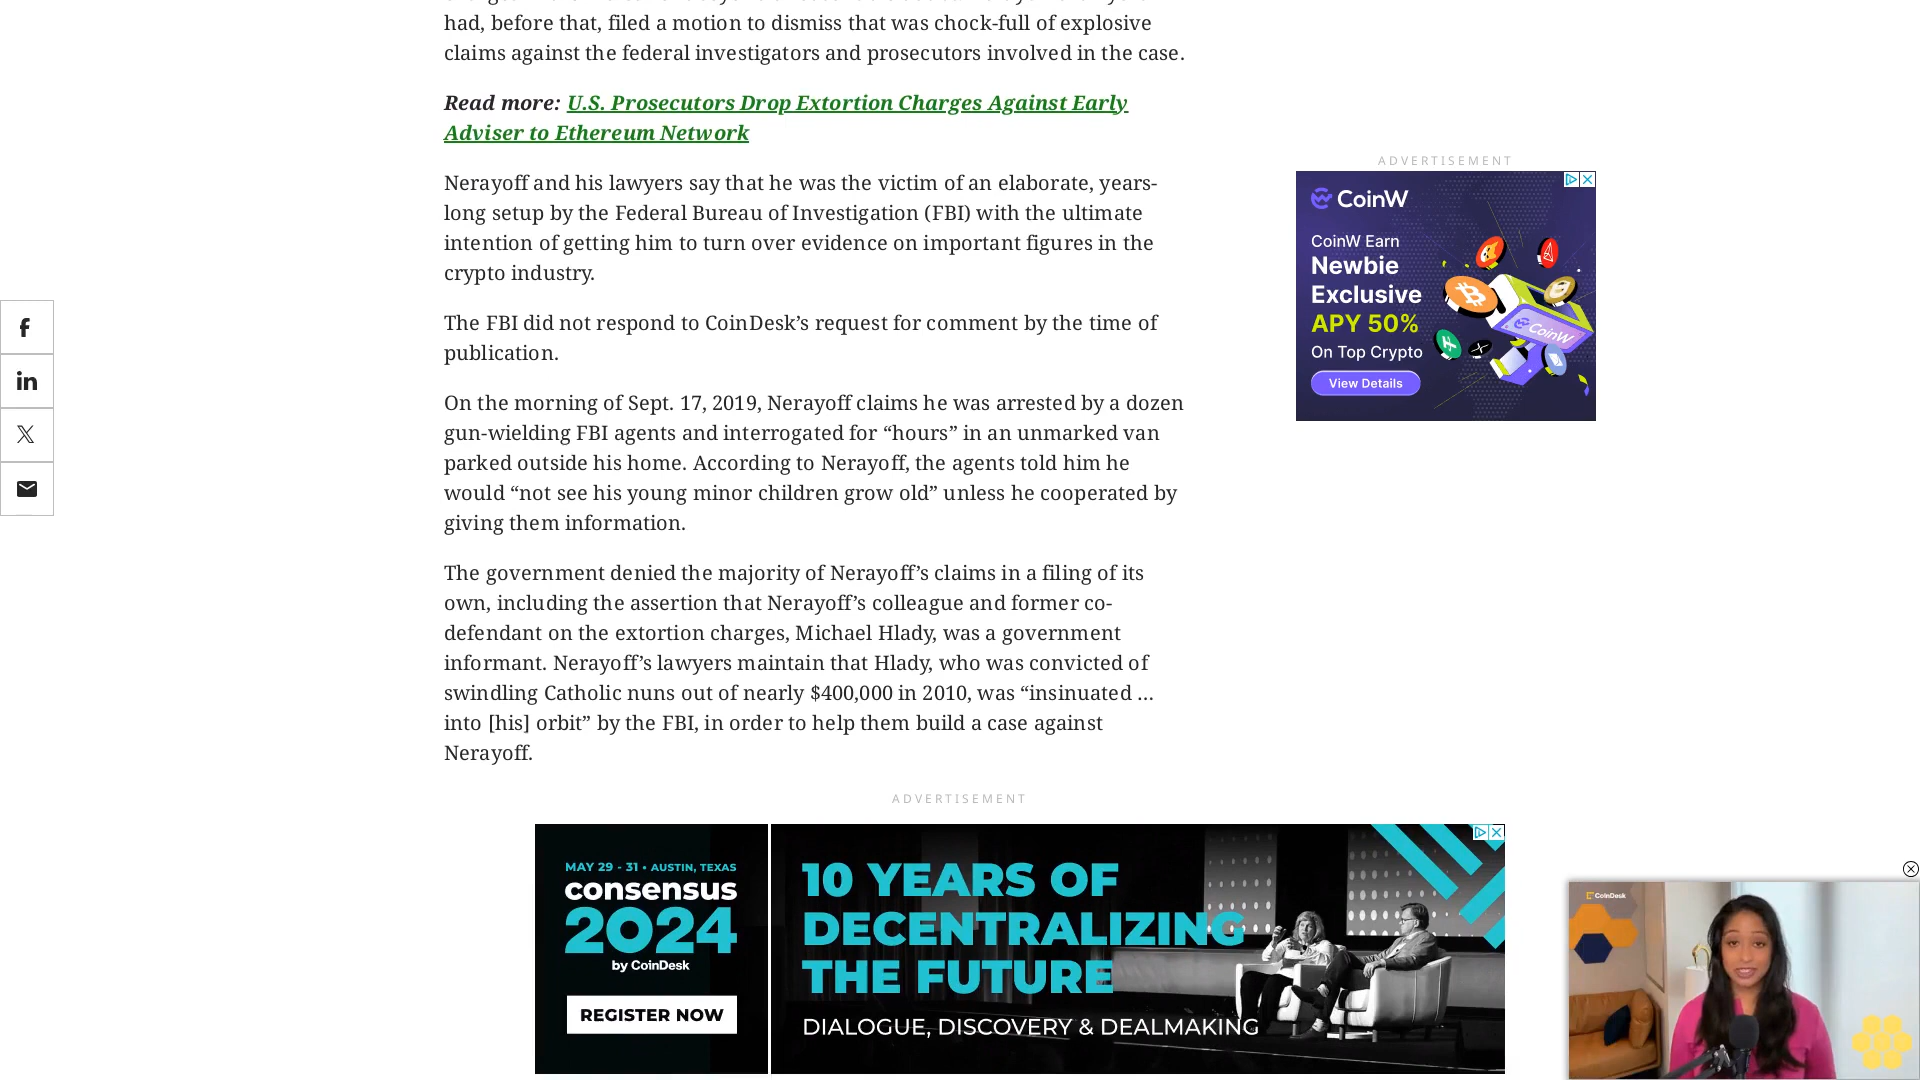 had, before that, filed a motion to dismiss that was chock-full of explosive
claims against the federal investigators and prosecutors involved in the case.
Read more: U.S. Prosecutors Drop Extortion Charges Against Early
Adviser to Ethereum Network
Nerayoff and his lawyers say that he was the victim of an elaborate, years-
long setup by the Federal Bureau of Investigation (FBI) with the ultimate
intention of getting him to turn over evidence on important figures in the
crypto industry.
The FBI did not respond to CoinDesk’s request for comment by the time of
publication.
On the morning of Sept. 17, 2019, Nerayoff claims he was arrested by a dozen
gun-wielding FBI agents and interrogated for “hours” in an unmarked van
parked outside his home. According to Nerayoff, the agents told him he
would “not see his young minor children grow old” unless he cooperated by
giving them information.
The government denied the majority of Nerayoff’s claims in a filing of its
own, including the assertion that Nerayoff’s colleague and former co-
defendant on the extortion charges, Michael Hlady, was a government
informant. Nerayoff’s lawyers maintain that Hlady, who was convicted of
swindling Catholic nuns out of nearly $400,000 in 2010, was “insinuated …
into [his] orbit” by the FBI, in order to help them build a case against
Nerayoff.
ADVERTISEMENT
CoinW
CoinW Earn
Newbie
Exclusive
APY 50%
On Top Crypto
View Details
CoinW
ADVERTISEMENT
MAY 29 - 31 • AUSTIN, TEXAS
consensus
2024
by CoinDesk
REGISTER NOW
10 YEARS OF
DECENTRALIZING
THE FUTURE
DIALOGUE, DISCOVERY & DEALMAKING
CoinDesk